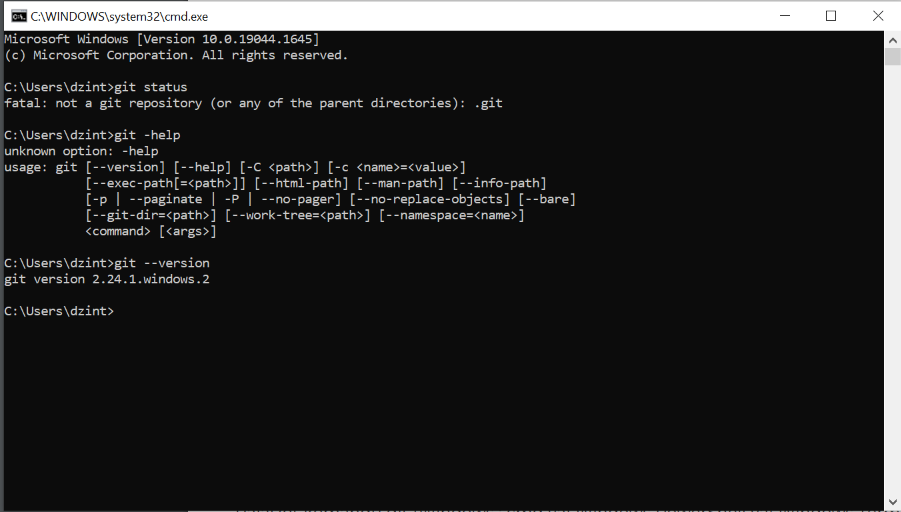 C:\WINDOWS\system32\cmd.exe
Microsoft Windows [Version 10.0.19044.1645]
(c) Microsoft Corporation. All rights reserved.
C:\Users\dzint>git status
fatal: not a git repository (or any of the parent directories): .git
C:\Users\dzint>git -help
unknown option: -help
usage: git [--version] [--help] [-C <path>] [-c <name>=<value>]
[--exec-path[=<path>]] [--html-path] [--man-path] [--info-path]
[-p | --paginate | -P | --no-pager] [--no-replace-objects] [--bare]
[--git-dir=<path>] [--work-tree=<path>] [--namespace=<name>]
<command> [<args>]
C:\Users\dzint>git --version
git version 2.24.1.windows.2
C:\Users\dzint>